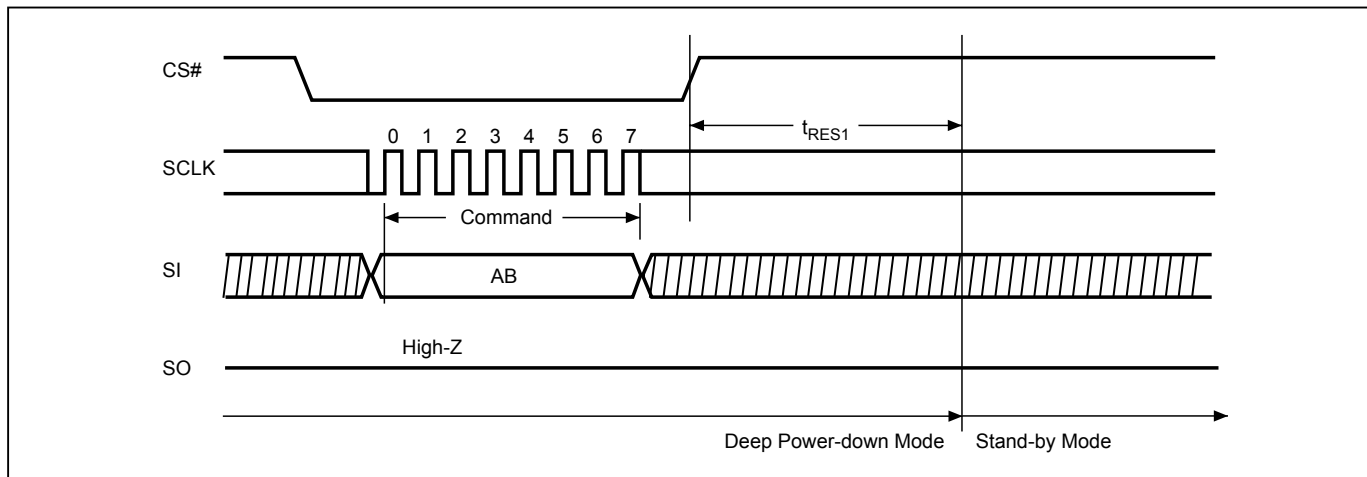 CS#
tRES1
0 1 2 3 4 5 6 7
SCLK
Command
SI
AB
High-Z
SO
Deep Power-down Mode Stand-by Mode